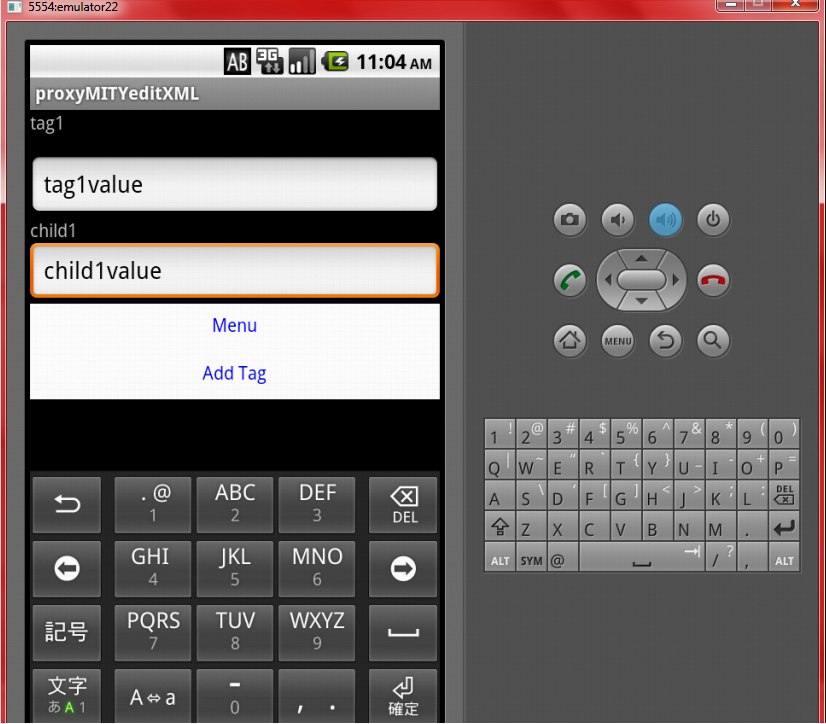 5554:emulator22
AB 3G 11:04 AM
proxyMITYeditXML
tag1
tag1value
child1
child1value
Menu
Add Tag
. @ ABC DEF
1 2 3 DEL
GHI JKL MNO
4 5 6
記号 PQRS TUV WXYZ
7 8 9
文字 A⇔a - , . 確定
あA1 0
MENU
1 ! 2 @ 3 # 4 $ 5 % 6 ^ 7 & 8 * 9 ( 0 )
Q | W ~ E " R ` T { Y } U _ I - O + P =
A S \ D ' F [ G ] H < J > K ; L : DEL
Z X C V B N M .
ALT SYM @ / ? , ALT